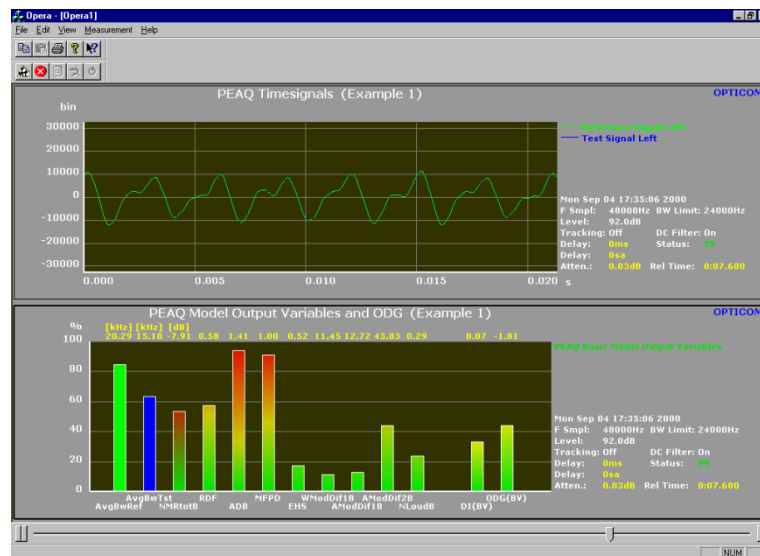 Opera - [Opera1]
File Edit View Measurement Help
PEAQ Timesignals (Example 1)
OPTICOM
bin
30000
20000
10000
0
-10000
-20000
-30000
0.000 0.005 0.010 0.015 0.020 s
Reference Signal Left
Test Signal Left
Mon Sep 04 17:35:06 2000
F Smpl: 48000Hz BW Limit: 24000Hz
Level: 92.0dB
Tracking: Off DC Filter: On
Delay: 0ms Status: 99
Delay: 0sa
Atten.: 0.03dB Rel Time: 0:07.680
PEAQ Model Output Variables and ODG (Example 1)
OPTICOM
% [kHz] [kHz] [dB]
20.29 15.18 -7.91 0.58 1.41 1.00 0.52 11.45 12.72 43.83 0.29 0.07 -1.81
100
80
60
40
20
0
AvgBwTst RDF MFPD WModDif1B AModDif2B ODG(BV)
AvgBwRef NMRtotB ADB EHS AModDif1B NLoudB DI(BV)
PEAQ Basic Model Output Variables
Mon Sep 04 17:35:06 2000
F Smpl: 48000Hz BW Limit: 24000Hz
Level: 92.0dB
Tracking: Off DC Filter: On
Delay: 0ms Status: 99
Delay: 0sa
Atten.: 0.03dB Rel Time: 0:07.680
NUM